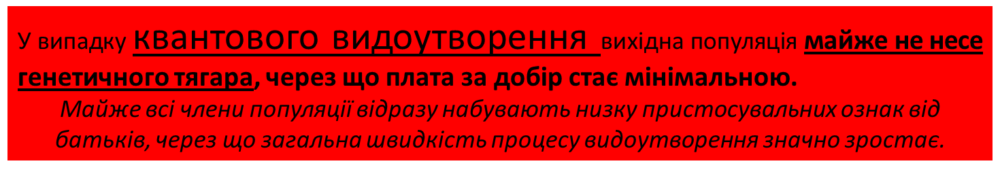 У випадку квантового видоутворення вихідна популяція майже не несе
генетичного тягара, через що плата за добір стає мінімальною.
Майже всі члени популяції відразу набувають низку пристосувальних ознак від
батьків, через що загальна швидкість процесу видоутворення значно зростає.